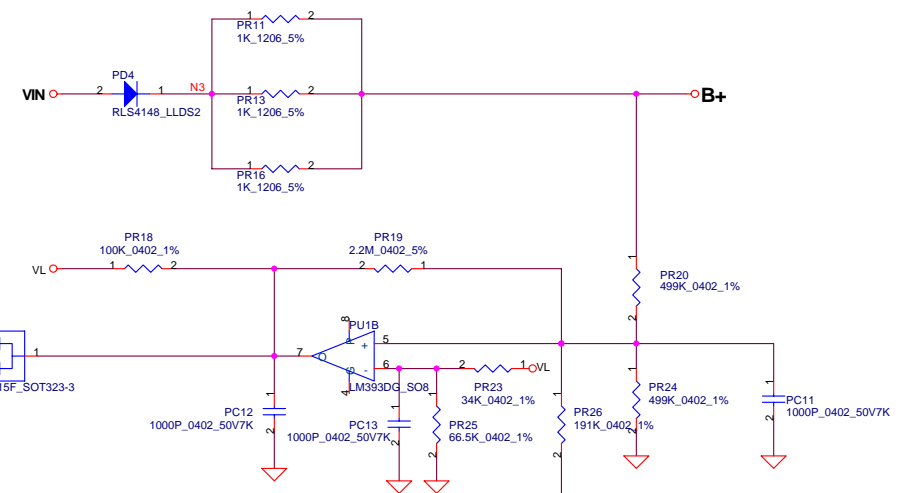 1 2
PR11
1K_1206_5%
PD4
VIN 2 1 N3 1 2 B+
RLS4148_LLDS2
PR13
1K_1206_5%
1 2
PR16
1K_1206_5%
PR18
100K_0402_1%
PR19
2.2M_0402_5%
VL 1 2 2 1
1
PR20
499K_0402_1%
2
8 PU1B
P
+ 5
1 7 O
- 6
G
4
15F_SOT323-3
LM393DG_SO8
2 1 VL
PR23
34K_0402_1%
1
PC12
1000P_0402_50V7K
2
1
PC13
1000P_0402_50V7K
2
1
PR25
66.5K_0402_1%
2
1
PR26
191K_0402_1%
2
1
PR24
499K_0402_1%
2
1
PC11
1000P_0402_50V7K
2